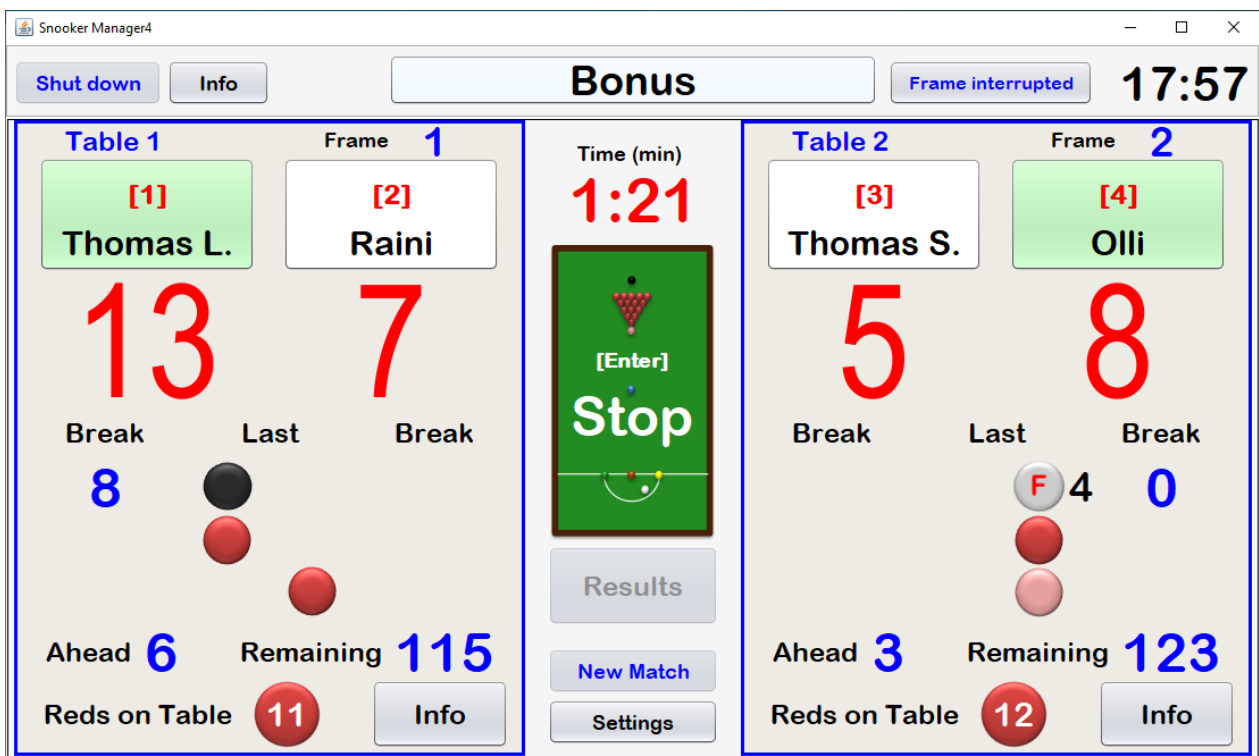 Snooker Manager4
Shut down Info Bonus Frame interrupted 17:57
Table 1 Frame 1
[1] [2]
Thomas L. Raini
13 7
Break Last Break
8
Ahead 6 Remaining 115
Reds on Table 11 Info
Time (min)
1:21
[Enter]
Stop
Results
New Match
Settings
Table 2 Frame 2
[3] [4]
Thomas S. Olli
5 8
Break Last Break
F 4 0
Ahead 3 Remaining 123
Reds on Table 12 Info